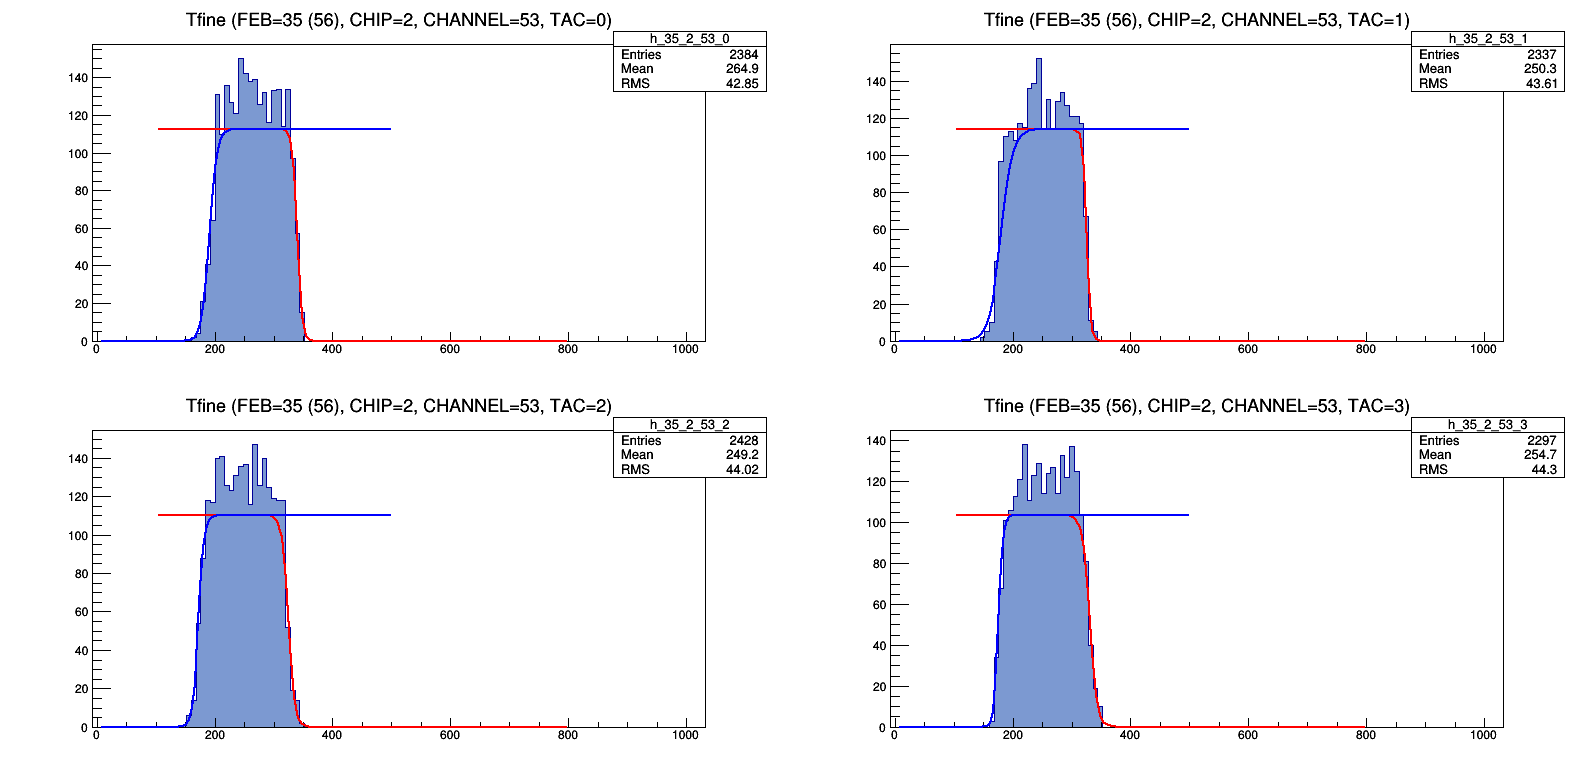 Tfine (FEB=35 (56), CHIP=2, CHANNEL=53, TAC=0)
h_35_2_53_0
Entries 2384
Mean 264.9
RMS 42.85
140
120
100
80
60
40
20
0
0 200 400 600 800 1000
Tfine (FEB=35 (56), CHIP=2, CHANNEL=53, TAC=1)
h_35_2_53_1
Entries 2337
Mean 250.3
RMS 43.61
140
120
100
80
60
40
20
0
0 200 400 600 800 1000
Tfine (FEB=35 (56), CHIP=2, CHANNEL=53, TAC=2)
h_35_2_53_2
Entries 2428
Mean 249.2
RMS 44.02
140
120
100
80
60
40
20
0
0 200 400 600 800 1000
Tfine (FEB=35 (56), CHIP=2, CHANNEL=53, TAC=3)
h_35_2_53_3
Entries 2297
Mean 254.7
RMS 44.3
140
120
100
80
60
40
20
0
0 200 400 600 800 1000